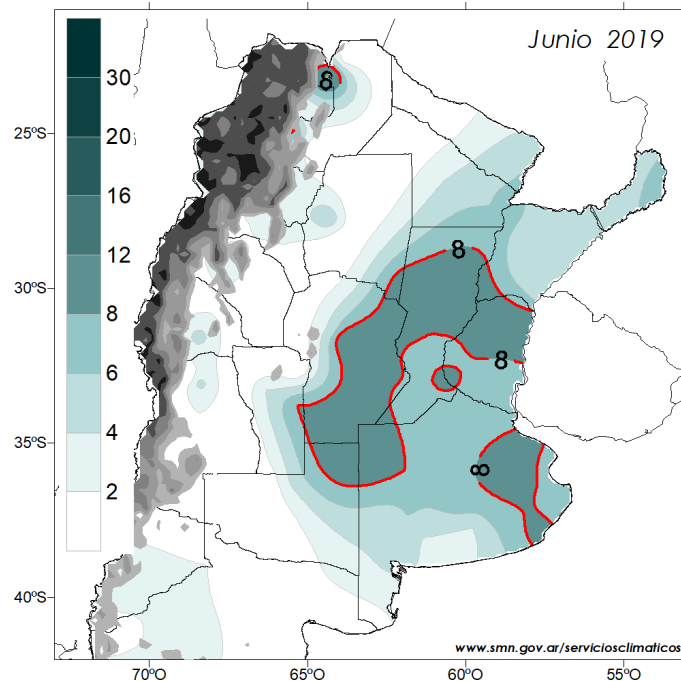 Junio 2019
30
20
16
12
8
6
4
2
8
8
8
8
25ºS
30ºS
35ºS
40ºS
70ºO
65ºO
60ºO
55ºO
www.smn.gov.ar/serviciosclimaticos